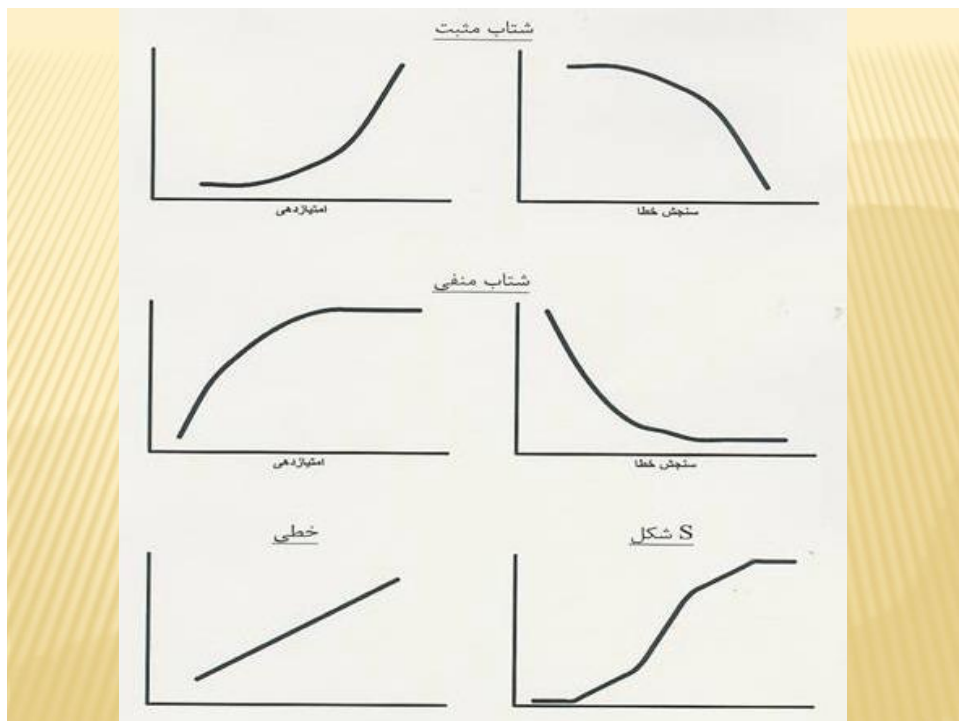 شتاب مثبت
امتیازدهی
سنجش خطا
شتاب منفی
امتیازدهی
سنجش خطا
خطی
S شکل